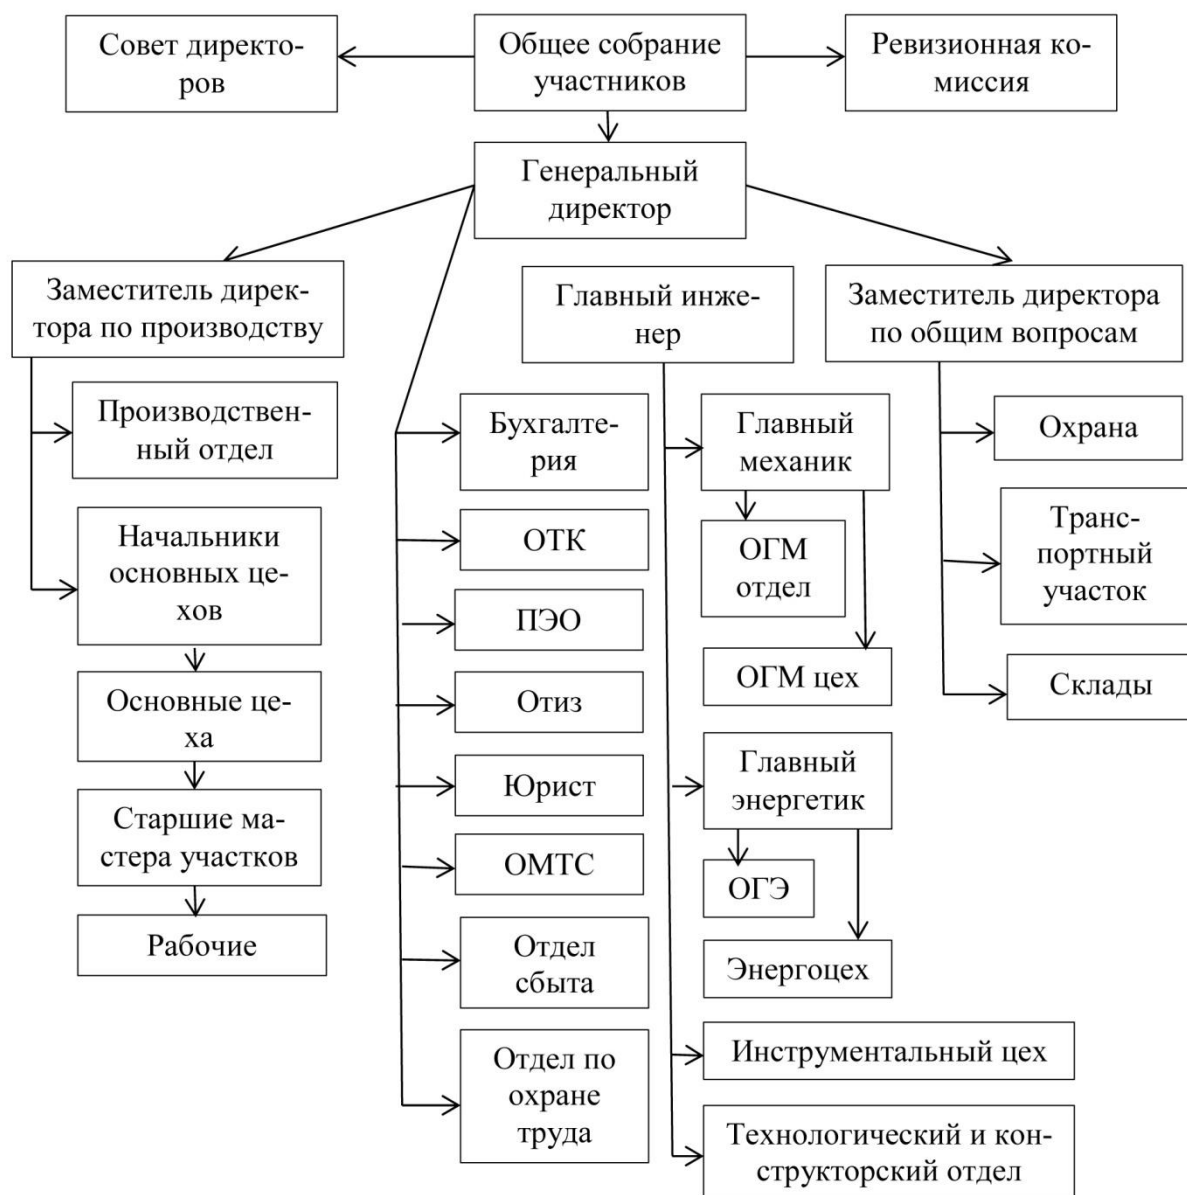 Совет директо-
ров
Общее собрание
участников
Ревизионная ко-
миссия
Генеральный
директор
Заместитель дирек-
тора по производству
Главный инже-
нер
Заместитель директора
по общим вопросам
Производствен-
ный отдел
Начальники
основных це-
хов
Основные це-
ха
Старшие ма-
стера участков
Рабочие
Бухгалте-
рия
ОТК
ПЭО
Отиз
Юрист
ОМТС
Отдел
сбыта
Отдел по
охране
труда
Главный
механик
ОГМ
отдел
ОГМ цех
Главный
энергетик
ОГЭ
Энергоцех
Инструментальный цех
Технологический и кон-
структорский отдел
Охрана
Транс-
портный
участок
Склады